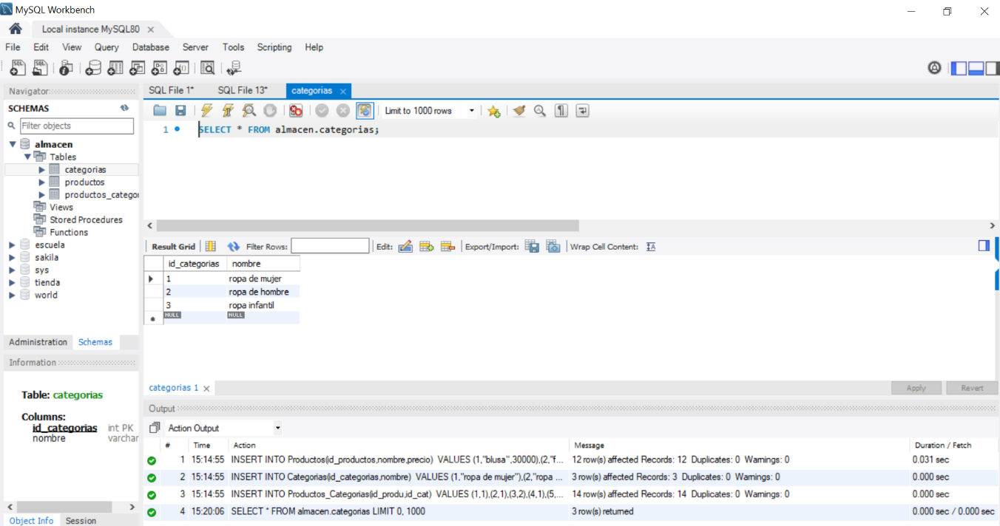 MySQL Workbench
Local instance MySQL80
File Edit View Query Database Server Tools Scripting Help
Navigator
SCHEMAS
Filter objects
almacen
Tables
categorias
productos
productos_categor
Views
Stored Procedures
Functions
escuela
sakila
sys
tienda
world
Administration Schemas
Information
Table: categorias
Columns:
id_categorias int PK
nombre varchar
Object Info Session
SQL File 1* SQL File 13* categorias
Limit to 1000 rows
1 SELECT * FROM almacen.categorias;
Result Grid Filter Rows: Edit: Export/Import: Wrap Cell Content:
id_categorias nombre
1 ropa de mujer
2 ropa de hombre
3 ropa infantil
NULL NULL
categorias 1 Apply Revert
Output
Action Output
# Time Action Message Duration / Fetch
1 15:14:55 INSERT INTO Productos(id_productos,nombre,precio) VALUES (1,"blusa",30000),(2,"f... 12 row(s) affected Records: 12 Duplicates: 0 Warnings: 0 0.031 sec
2 15:14:55 INSERT INTO Categorias(id_categorias,nombre) VALUES (1,"ropa de mujer"),(2,"ropa ... 3 row(s) affected Records: 3 Duplicates: 0 Warnings: 0 0.000 sec
3 15:14:55 INSERT INTO Productos_Categorias(id_produ,id_cat) VALUES (1,1),(2,1),(3,2),(4,1),(5,... 14 row(s) affected Records: 14 Duplicates: 0 Warnings: 0 0.000 sec
4 15:20:06 SELECT * FROM almacen.categorias LIMIT 0, 1000 3 row(s) returned 0.000 sec / 0.000 sec